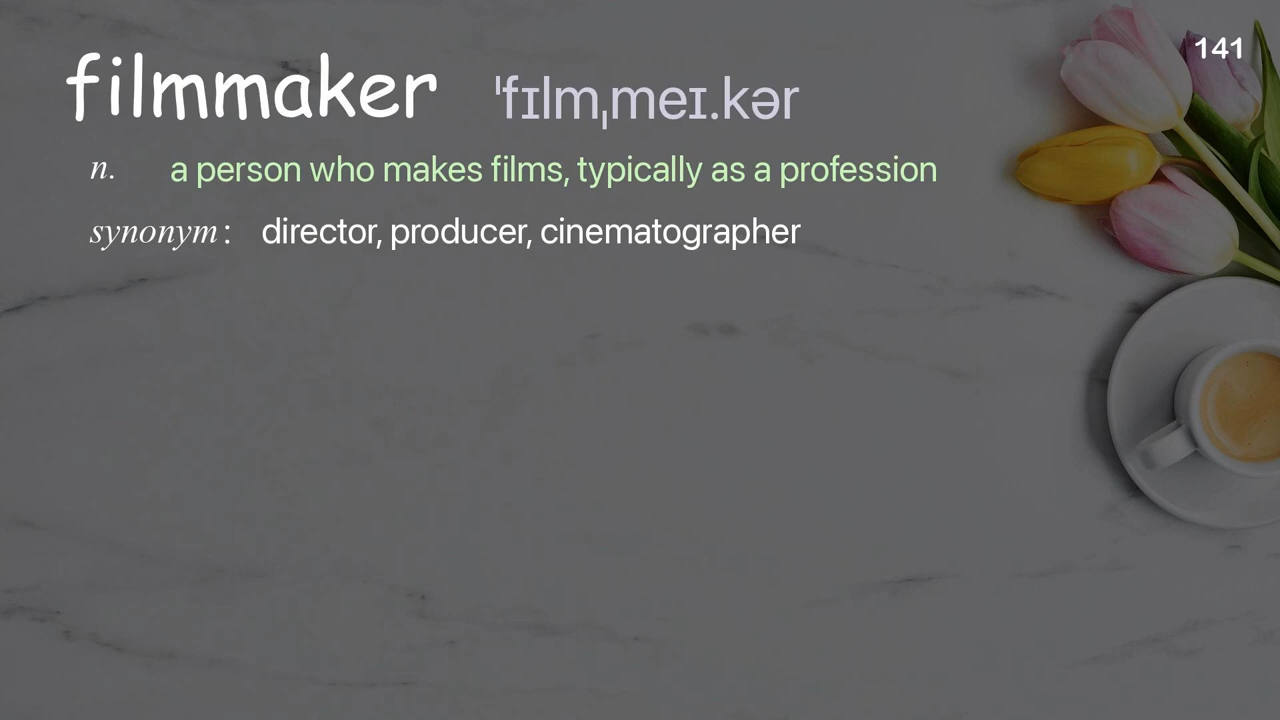 141
filmmaker ˈfɪlmˌmeɪ.kər
n. a person who makes films, typically as a profession
synonym: director, producer, cinematographer